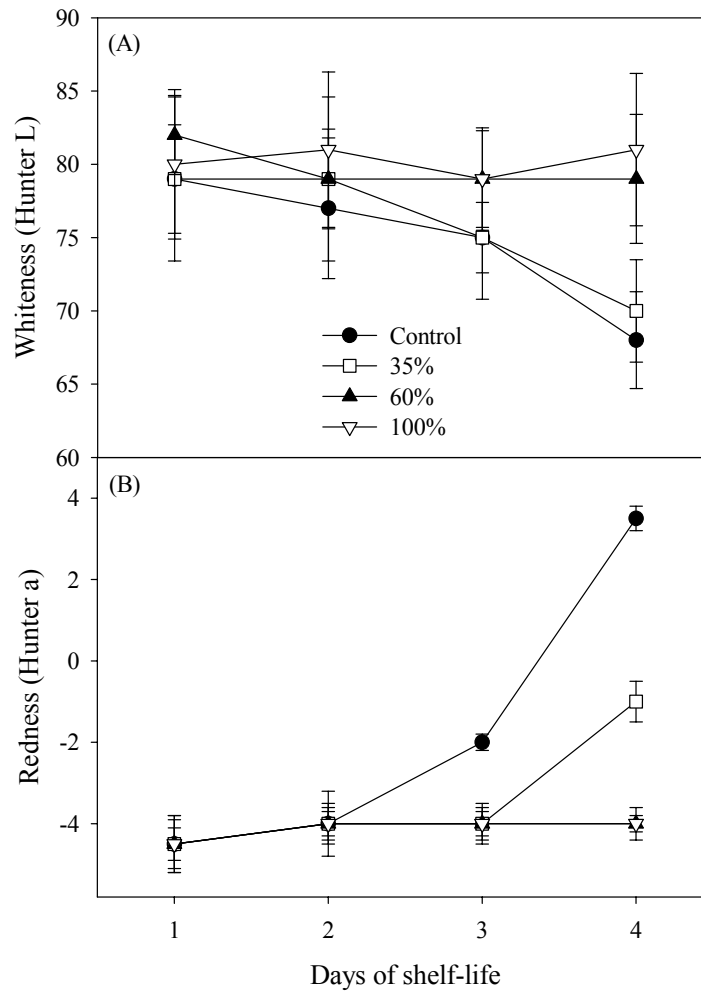 90
(A)
85
80
75
70
65
60
Whiteness (Hunter L)
Control
35%
60%
100%
(B)
4
2
0
-2
-4
Redness (Hunter a)
1 2 3 4
Days of shelf-life